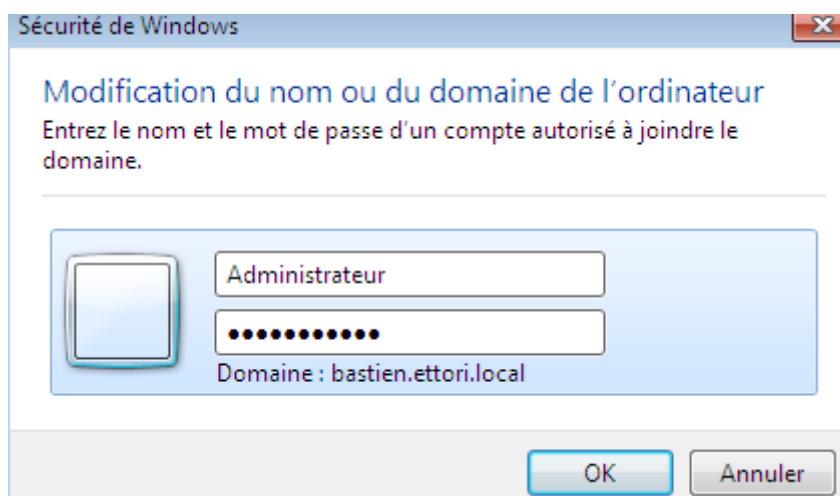 Sécurité de Windows
Modification du nom ou du domaine de l'ordinateur
Entrez le nom et le mot de passe d'un compte autorisé à joindre le
domaine.
Administrateur
●●●●●●●●●●●
Domaine : bastien.ettori.local
OK
Annuler